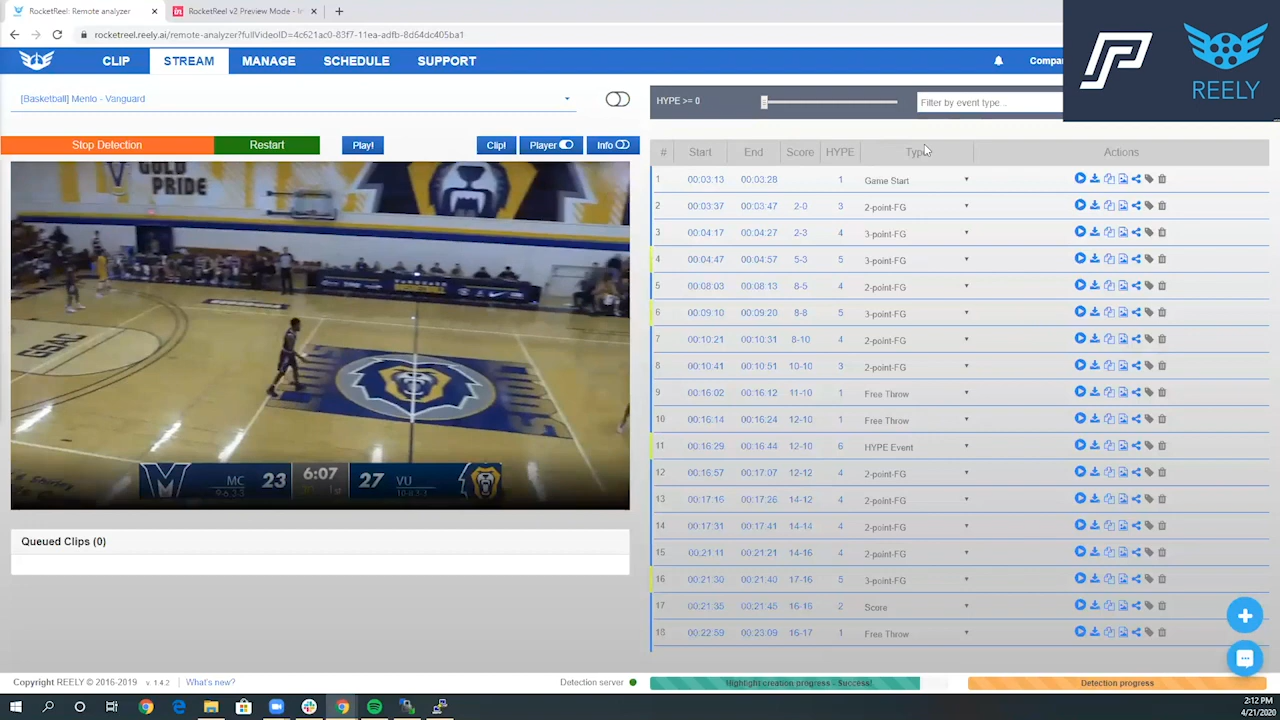 RocketReel: Remote analyzer
RocketReel v2 Preview Mode - In
rocketreel.reely.ai/remote-analyzer?fullVideoID=4c621ac0-83f7-11ea-adfb-8d64dc405ba1
CLIP STREAM MANAGE SCHEDULE SUPPORT Compa
REELY
[Basketball] Menlo - Vanguard
HYPE >= 0
Filter by event type...
Stop Detection Restart Play! Clip! Player Info
# Start End Score HYPE Type Actions
1 00:03:13 00:03:28 1 Game Start
2 00:03:37 00:03:47 2-0 3 2-point-FG
3 00:04:17 00:04:27 2-3 4 3-point-FG
4 00:04:47 00:04:57 5-3 5 3-point-FG
5 00:08:03 00:08:13 8-5 4 2-point-FG
6 00:09:10 00:09:20 8-8 5 3-point-FG
7 00:10:21 00:10:31 8-10 4 2-point-FG
8 00:10:41 00:10:51 10-10 3 2-point-FG
9 00:16:02 00:16:12 11-10 1 Free Throw
10 00:16:14 00:16:24 12-10 1 Free Throw
11 00:16:29 00:16:44 12-10 6 HYPE Event
12 00:16:57 00:17:07 12-12 4 2-point-FG
13 00:17:16 00:17:26 14-12 4 2-point-FG
14 00:17:31 00:17:41 14-14 4 2-point-FG
15 00:21:11 00:21:21 14-16 4 2-point-FG
16 00:21:30 00:21:40 17-16 5 3-point-FG
17 00:21:35 00:21:45 16-16 2 Score
18 00:22:59 00:23:09 16-17 1 Free Throw
GOLD
PRIDE
GSAC
MC 23 6:07 27 VU
1st
Queued Clips (0)
Copyright REELY © 2016-2019 v 1.4.2 What's new?
Detection server
Highlight creation progress - Success!
Detection progress
2:12 PM
4/21/2020